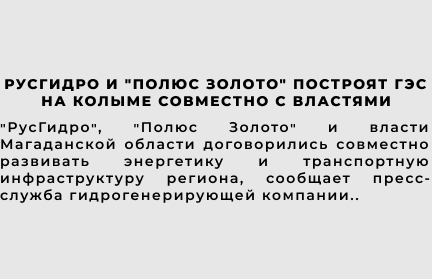 РУСГИДРО И "ПОЛЮС ЗОЛОТО" ПОСТРОЯТ ГЭС
НА КОЛЫМЕ СОВМЕСТНО С ВЛАСТЯМИ
"РусГидро", "Полюс Золото" и власти
Магаданской области договорились совместно
развивать энергетику и транспортную
инфраструктуру региона, сообщает пресс-
служба гидрогенерирующей компании..